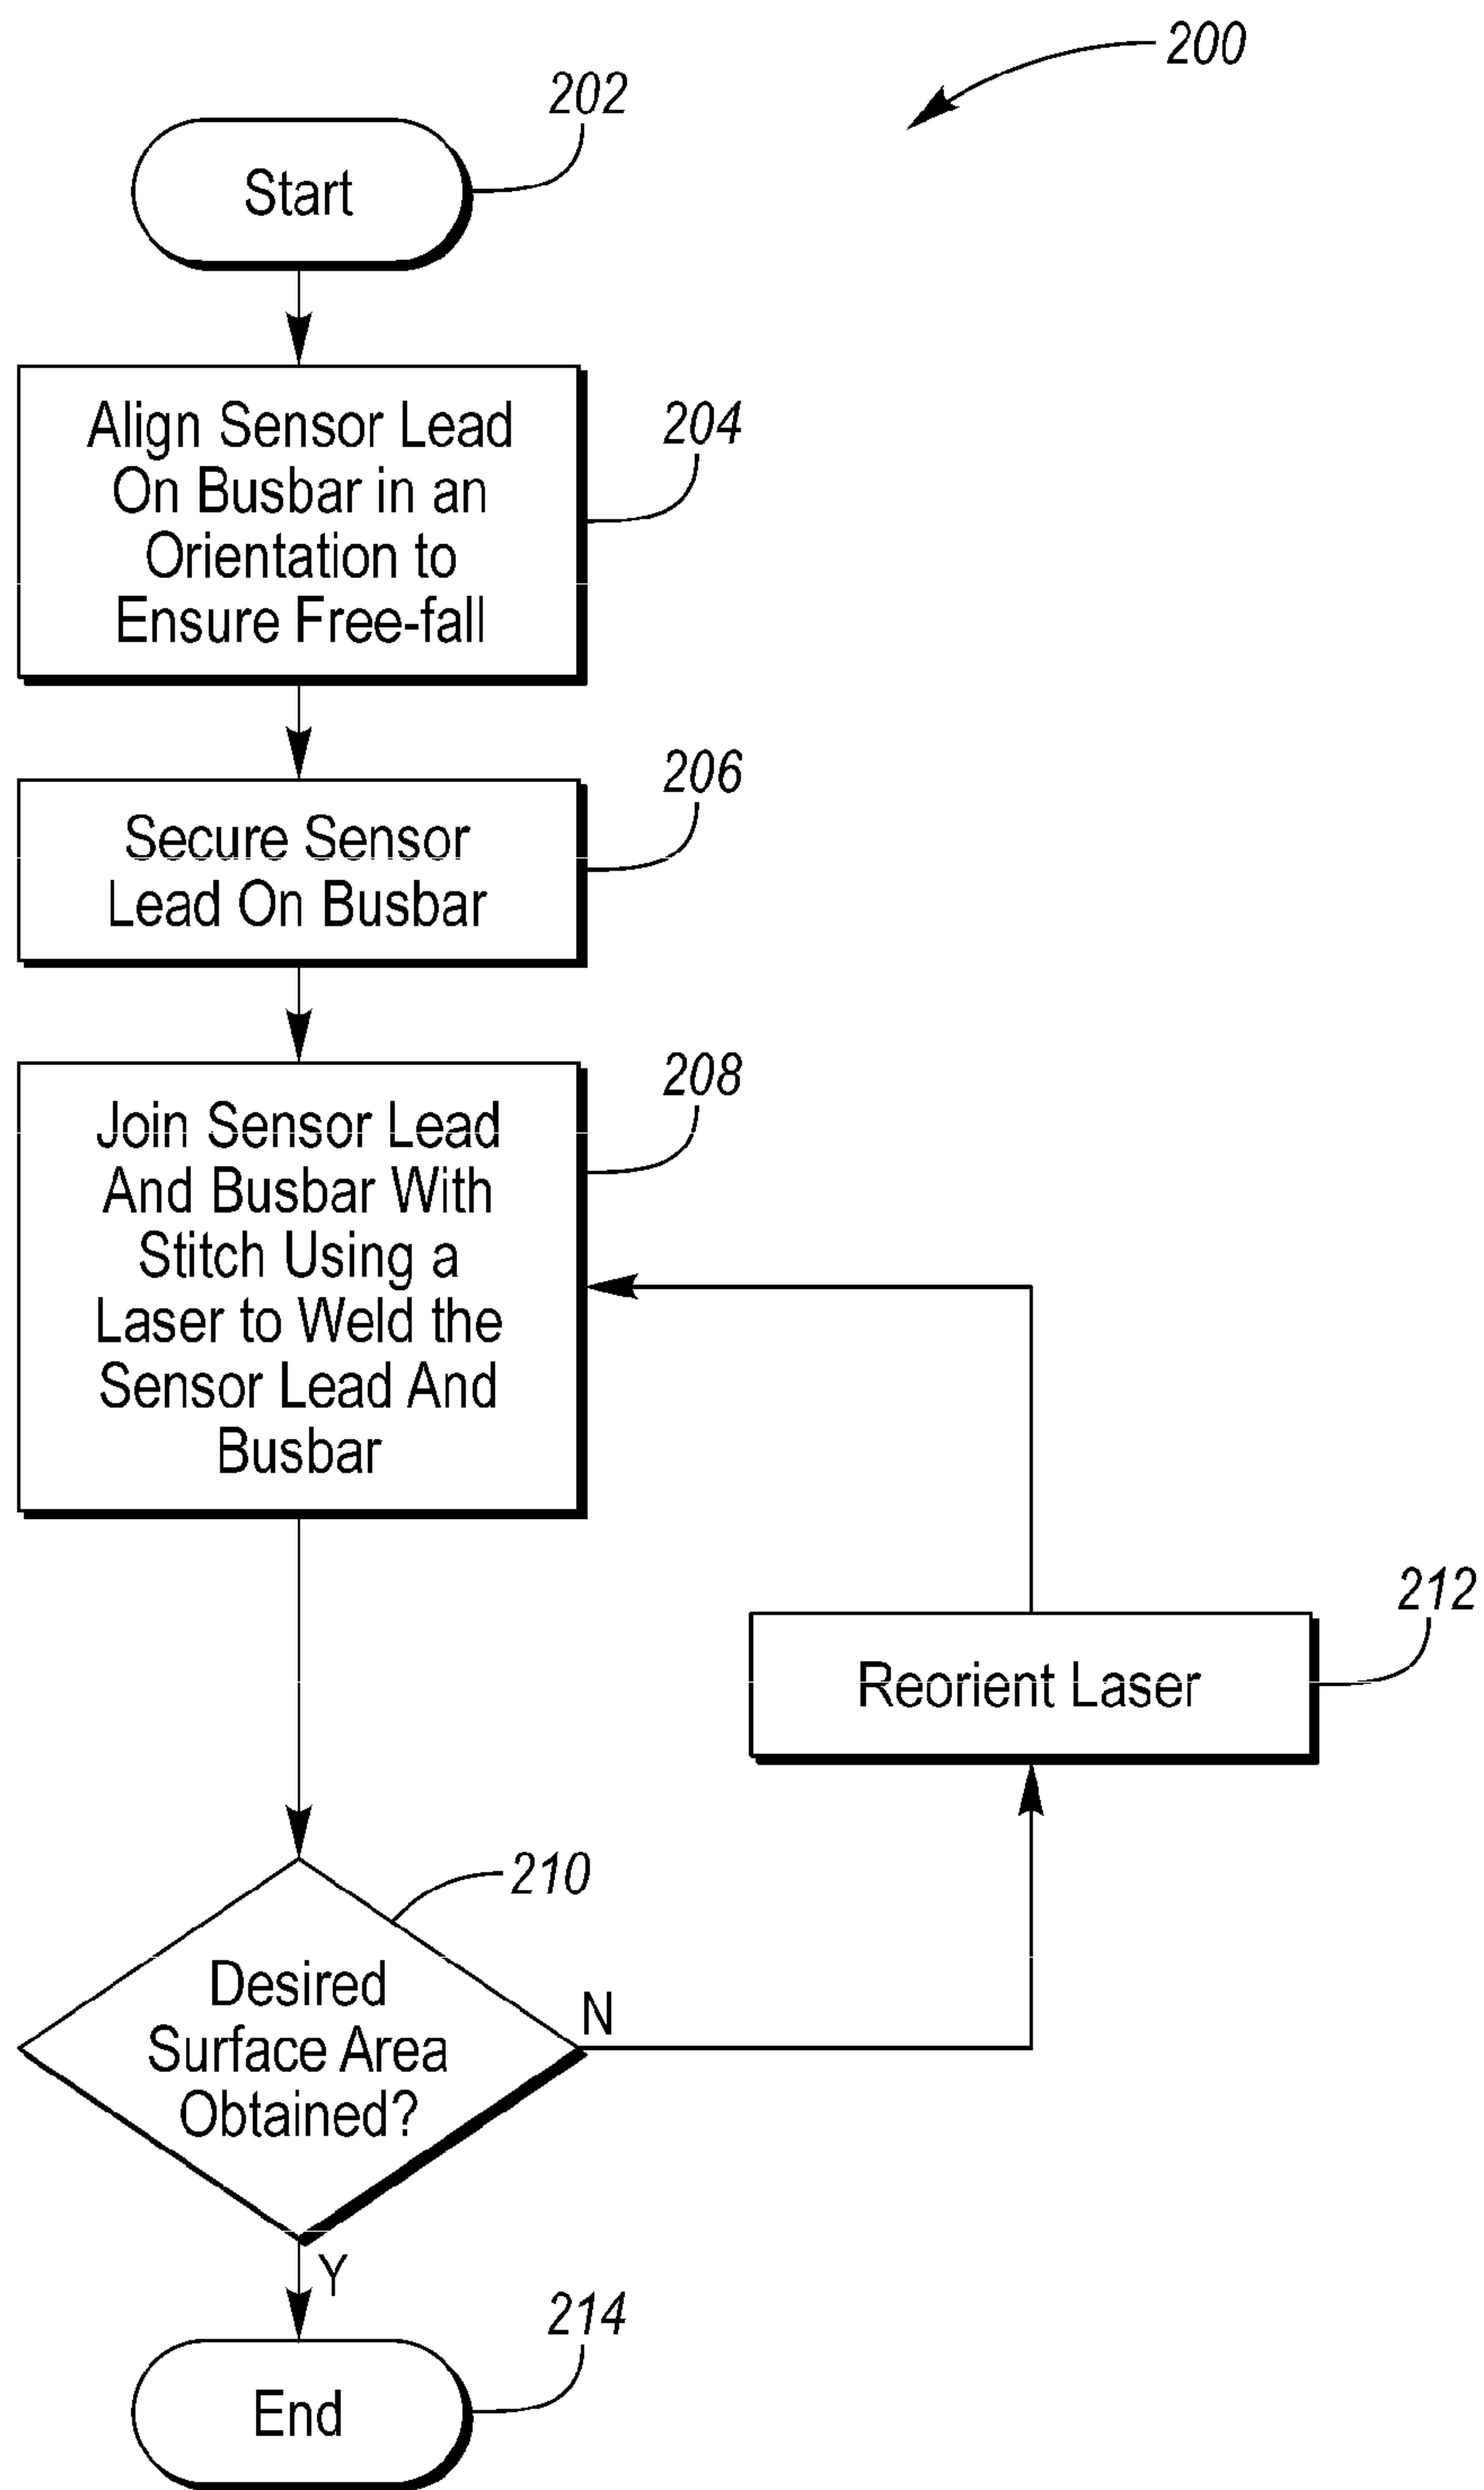 200
202
Start
204
Align Sensor Lead
On Busbar in an
Orientation to
Ensure Free-fall
206
Secure Sensor
Lead On Busbar
208
Join Sensor Lead
And Busbar With
Stitch Using a
Laser to Weld the
Sensor Lead And
Busbar
212
Reorient Laser
210
Desired
Surface Area
Obtained?
N
Y
214
End